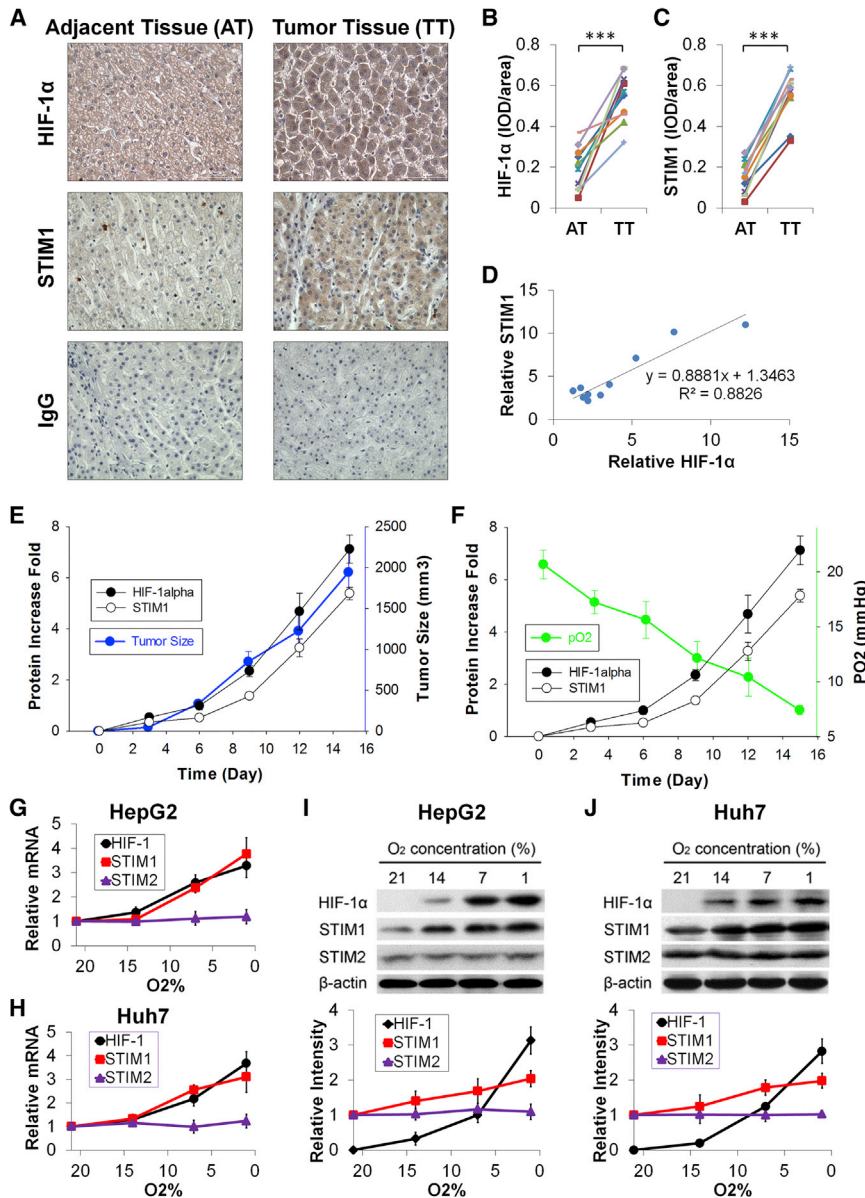 A
Adjacent Tissue (AT)
Tumor Tissue (TT)
HIF-1α
STIM1
IgG
B
***
HIF-1α (IOD/area)
0.8
0.6
0.4
0.2
0
AT
TT
C
***
STIM1 (IOD/area)
0.8
0.6
0.4
0.2
0
AT
TT
D
Relative STIM1
15
10
5
0
y = 0.8881x + 1.3463
R² = 0.8826
0
5
10
15
Relative HIF-1α
E
Protein Increase Fold
8
6
4
2
0
HIF-1alpha
STIM1
Tumor Size
2500
2000
1500
1000
500
0
Tumor Size (mm3)
0 2 4 6 8 10 12 14 16
Time (Day)
F
Protein Increase Fold
8
6
4
2
0
pO2
HIF-1alpha
STIM1
20
15
10
5
PO2 (mmHg)
0 2 4 6 8 10 12 14 16
Time (Day)
G
HepG2
Relative mRNA
5
4
3
2
1
0
HIF-1
STIM1
STIM2
20 15 10 5 0
O2%
H
Huh7
Relative mRNA
5
4
3
2
1
0
HIF-1
STIM1
STIM2
20 15 10 5 0
O2%
I
HepG2
O₂ concentration (%)
21 14 7 1
HIF-1α
STIM1
STIM2
β-actin
Relative Intensity
4
3
2
1
0
HIF-1
STIM1
STIM2
20 15 10 5 0
O2%
J
Huh7
O₂ concentration (%)
21 14 7 1
HIF-1α
STIM1
STIM2
β-actin
Relative Intensity
4
3
2
1
0
HIF-1
STIM1
STIM2
20 15 10 5 0
O2%